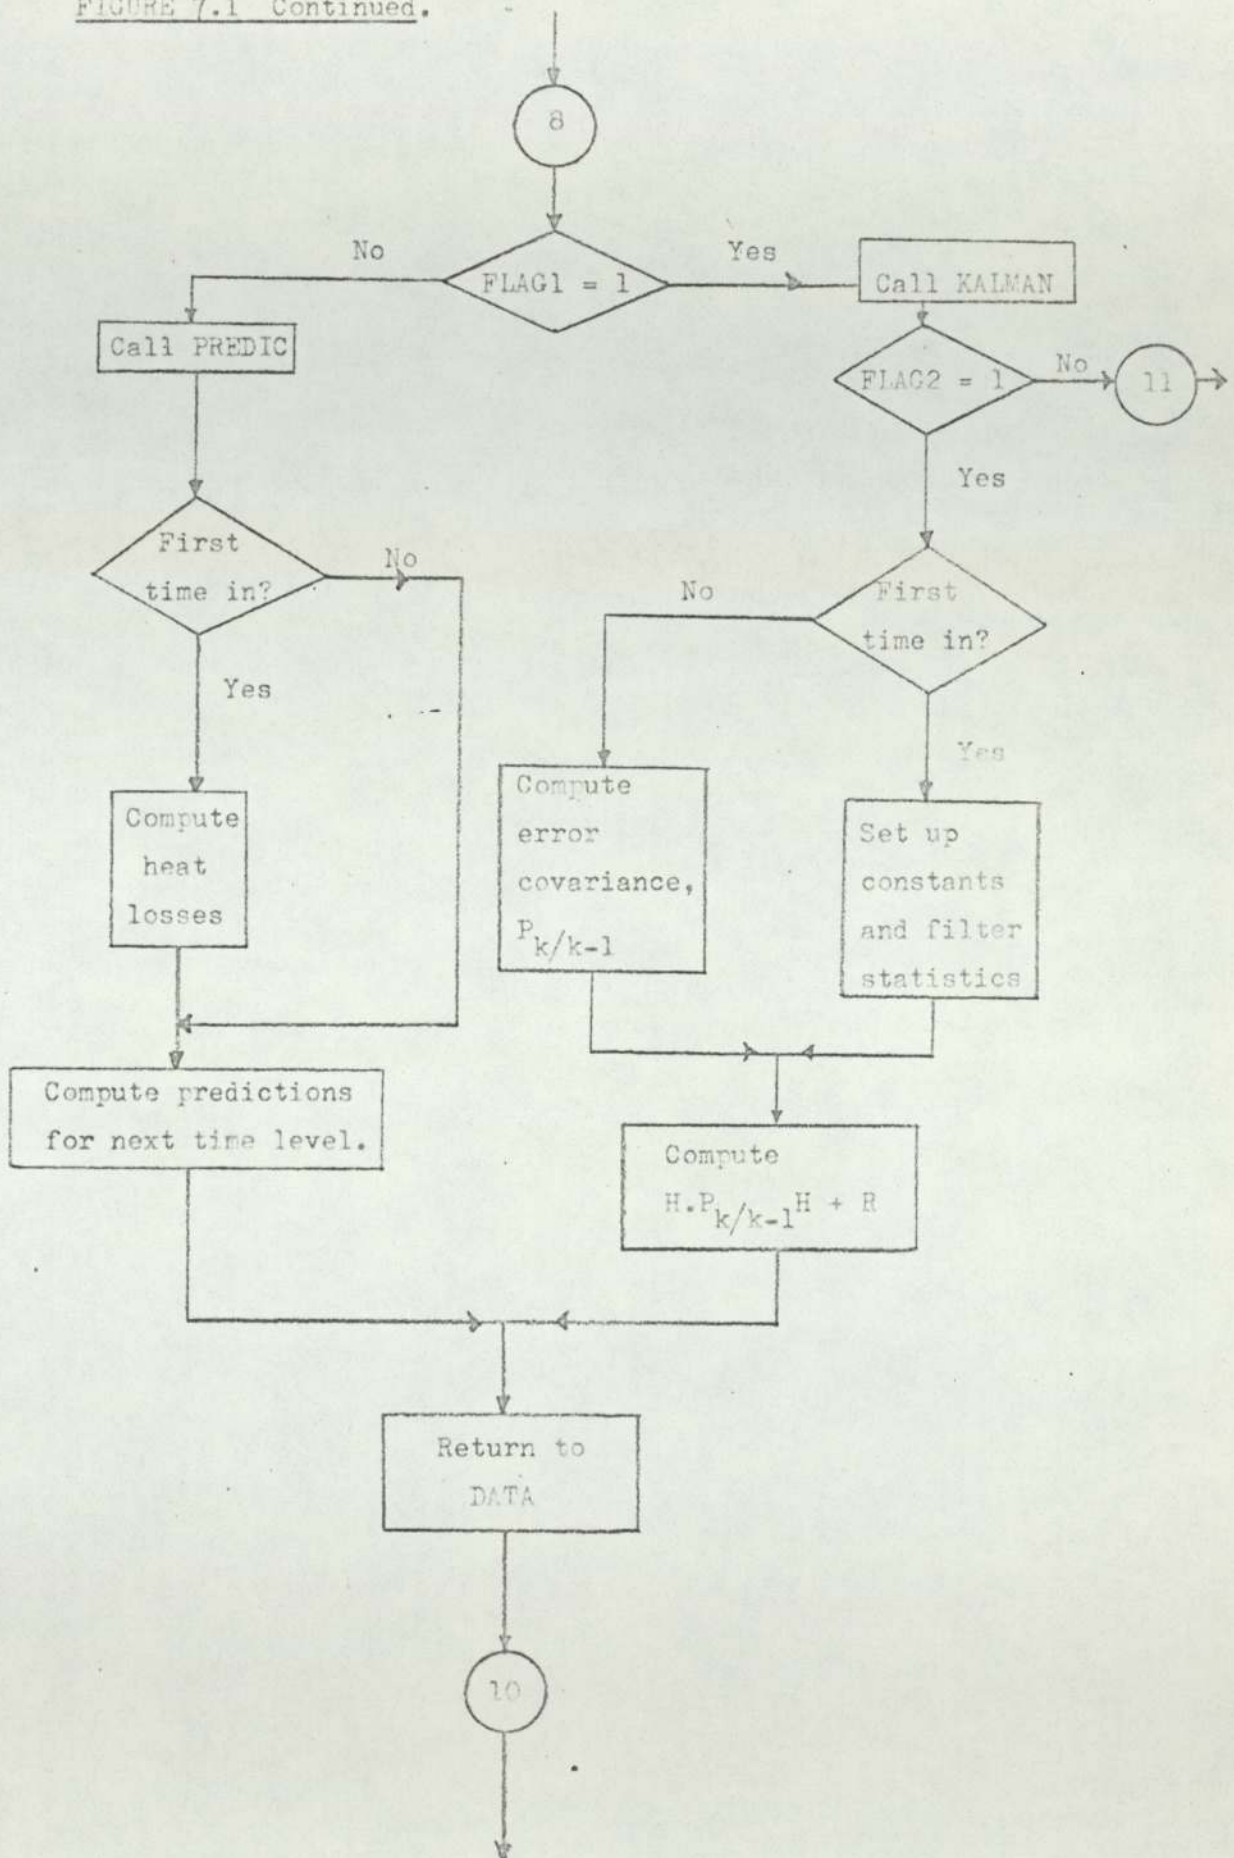 FIGURE 7.1 Continued.
8
No
FLAG1 = 1
Yes
Call KALMAN
Call PREDIC
FLAG2 = 1
No
11
Yes
First
time in?
No
Yes
No
First
time in?
Yes
Compute
heat
losses
Compute
error
covariance,
P k/k-1
Set up
constants
and filter
statistics
Compute predictions
for next time level.
Compute
H.P k/k-1 H + R
Return to
DATA
10